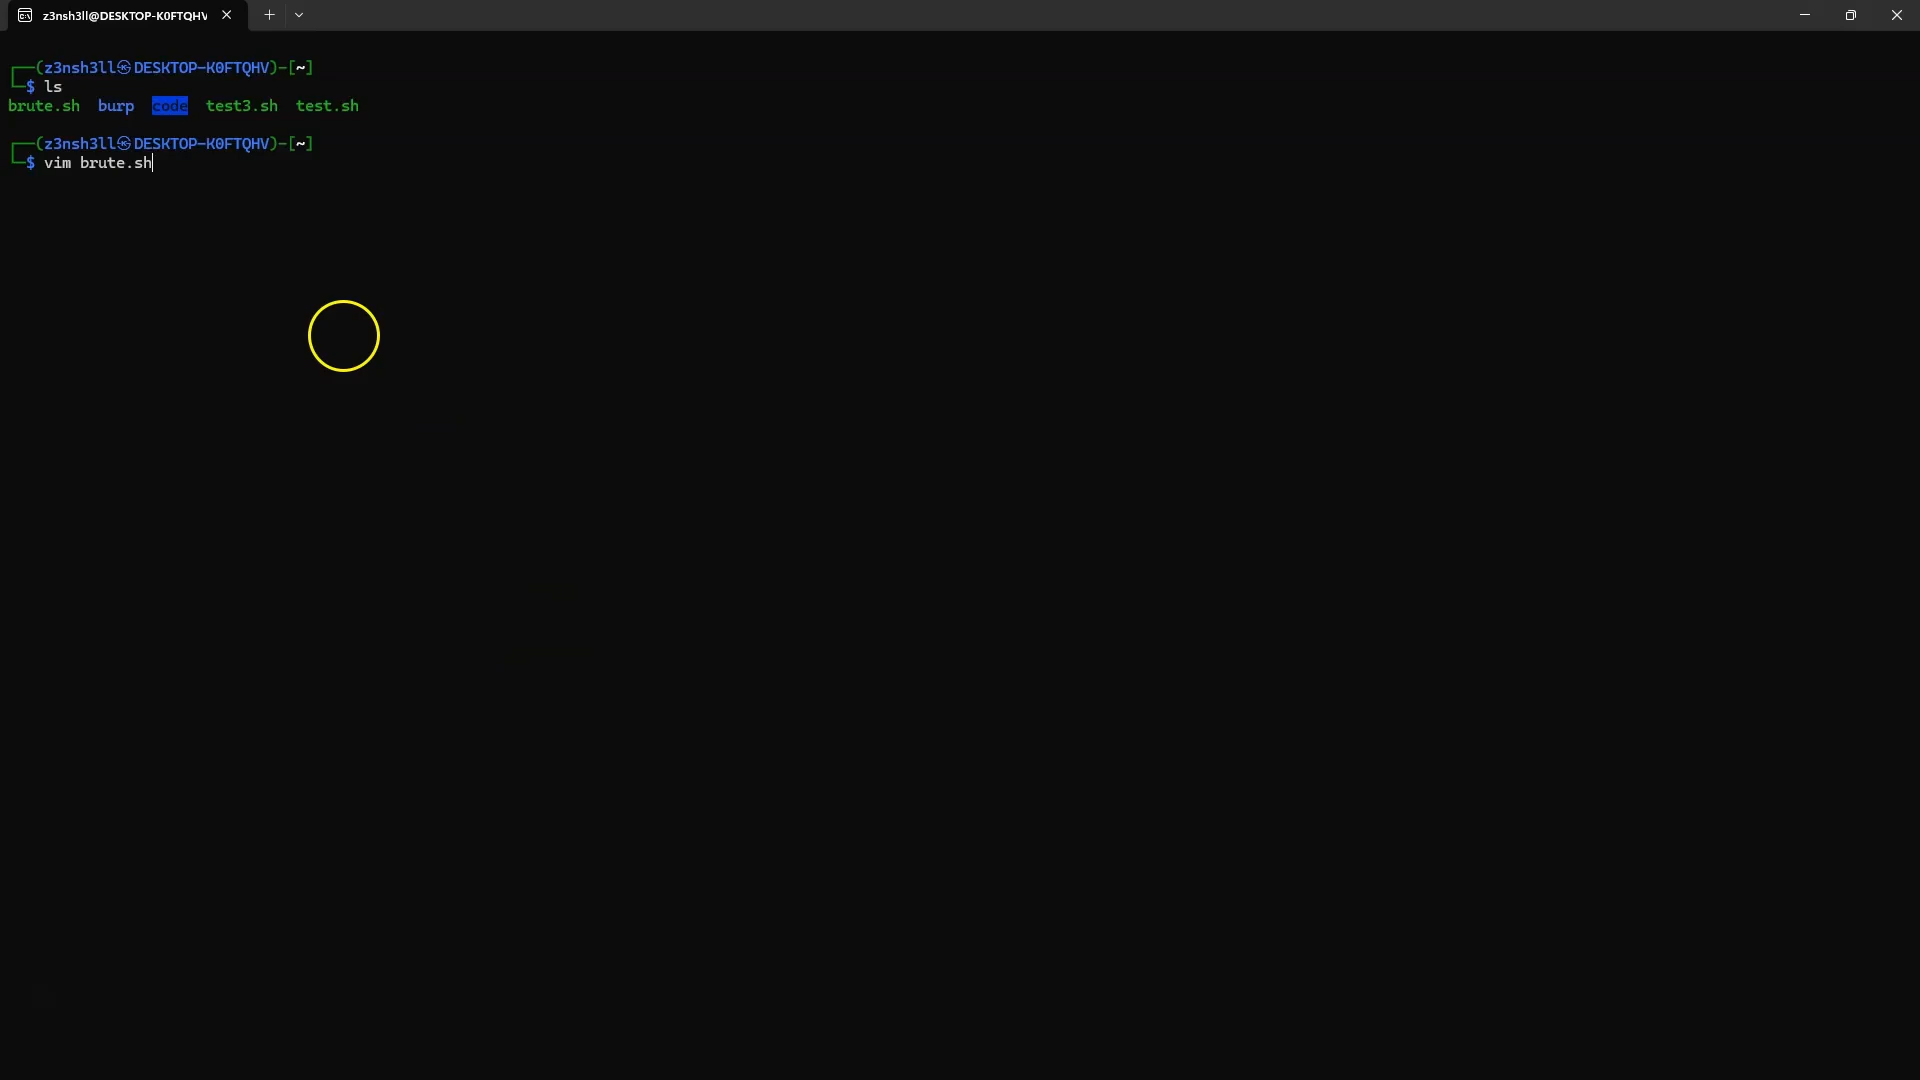 z3nsh3ll@DESKTOP-K0FTQHV
┌──(z3nsh3ll㉿DESKTOP-K0FTQHV)-[~]
└─$ ls
brute.sh  burp  code  test3.sh  test.sh
┌──(z3nsh3ll㉿DESKTOP-K0FTQHV)-[~]
└─$ vim brute.sh